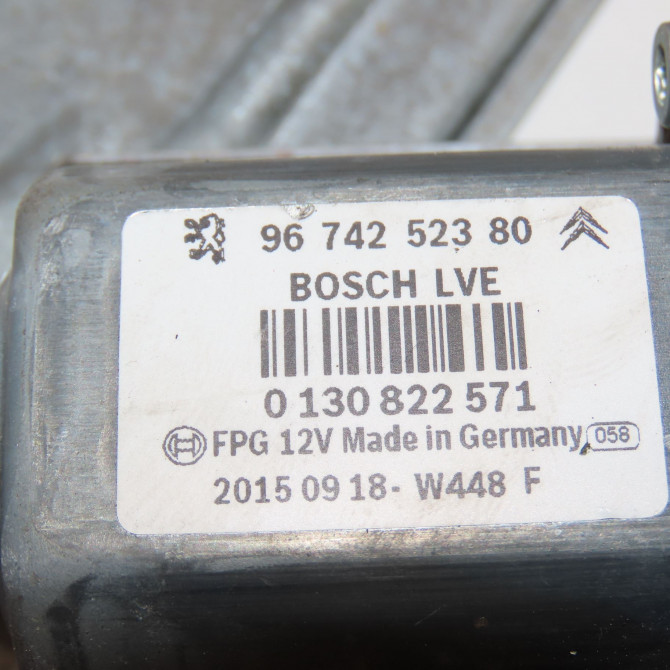 96 742 523 80
BOSCH LVE
0 130 822 571
FPG 12V Made in Germany 058
2015 09 18- W448 F